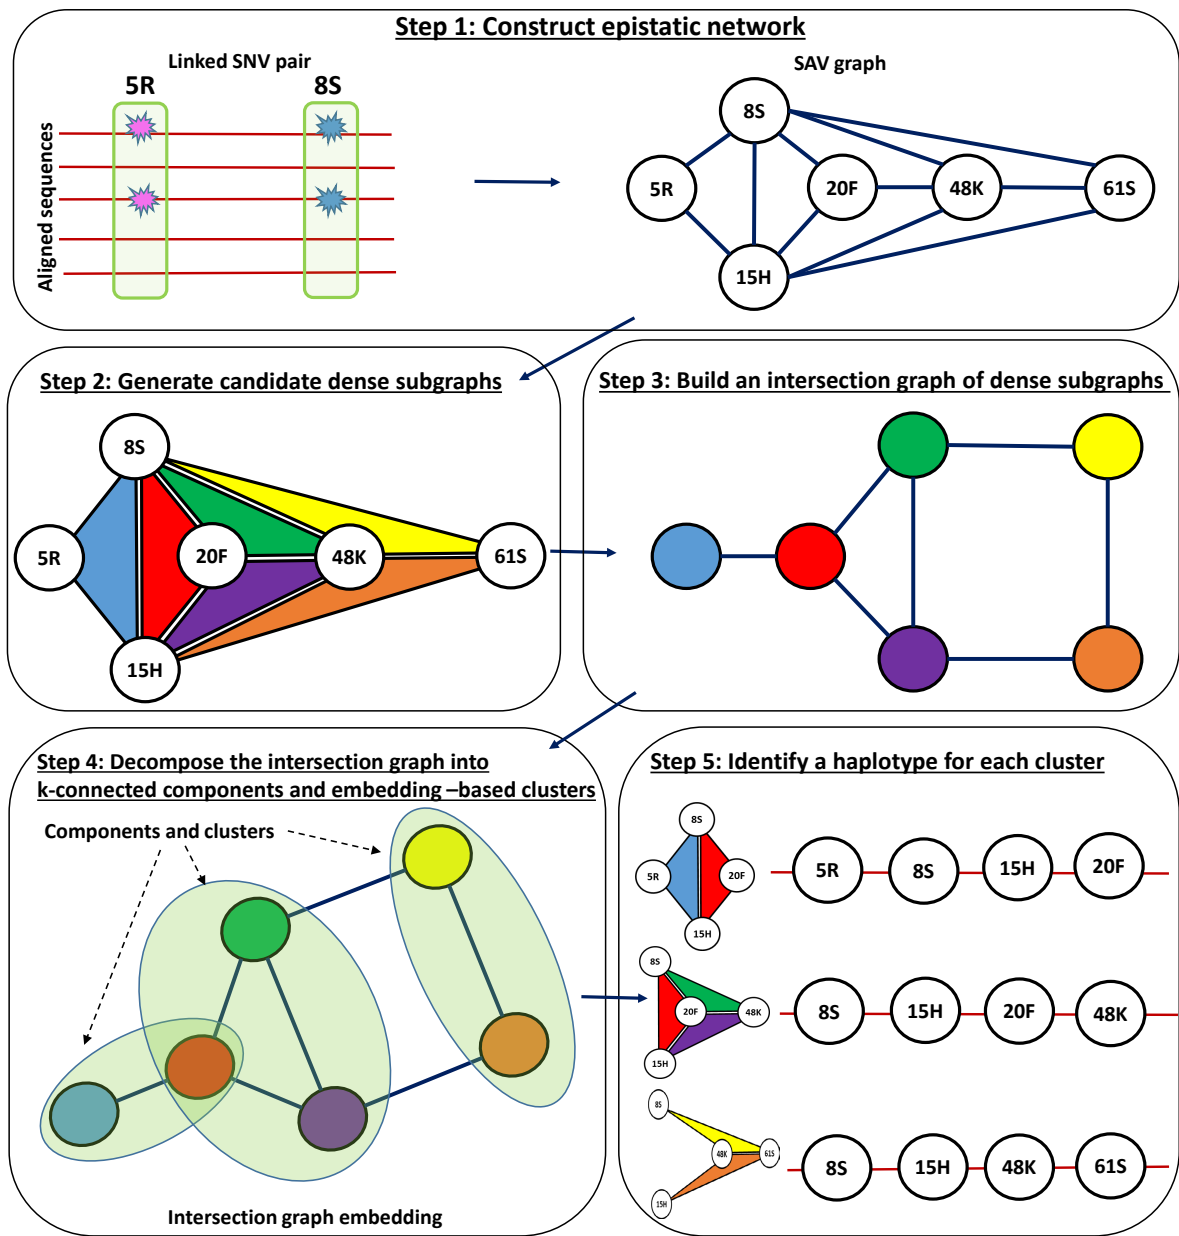 Step 1: Construct epistatic network
Linked SNV pair
5R 8S
Aligned sequences
SAV graph
8S
5R 20F 48K 61S
15H
Step 2: Generate candidate dense subgraphs
8S
5R 20F 48K 61S
15H
Step 3: Build an intersection graph of dense subgraphs
Step 4: Decompose the intersection graph into
k-connected components and embedding –based clusters
Components and clusters
Intersection graph embedding
Step 5: Identify a haplotype for each cluster
8S
5R 20F
15H
5R 8S 15H 20F
8S
20F 48K
15H
8S 15H 20F 48K
8S
48K 61S
15H
8S 15H 48K 61S